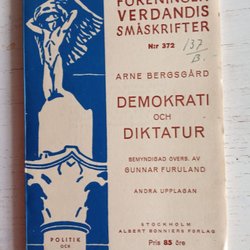 FÖRENINGEN
VERDANDIS
SMÅSKRIFTER
N:r 372
137
ARNE BERGSGÅRD
DEMOKRATI
OCH
DIKTATUR
BEMYNDIGAD ÖVERS. AV
GUNNAR FURULAND
ANDRA UPPLAGAN
STOCKHOLM
ALBERT BONNIERS FÖRLAG
Pris 85 öre
POLITIK
OCH